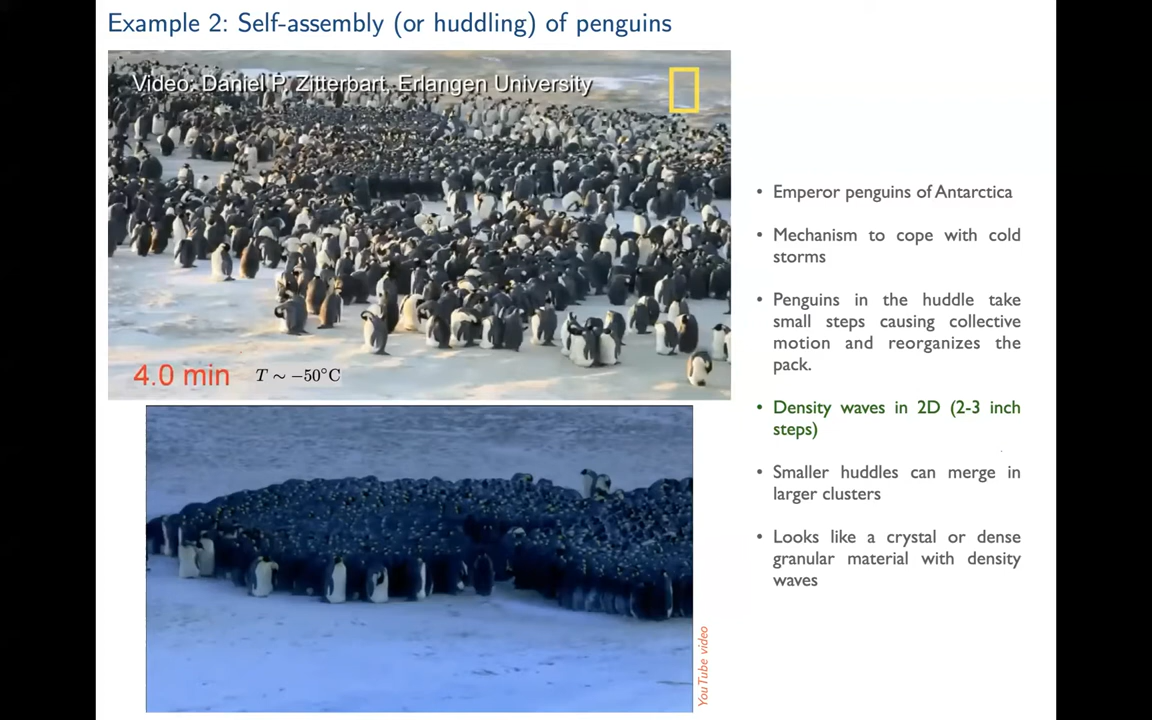 Example 2: Self-assembly (or huddling) of penguins
Video: Daniel P. Zitterbart, Erlangen University
4.0 min
T ~ −50°C
• Emperor penguins of Antarctica
• Mechanism to cope with cold
storms
• Penguins in the huddle take
small steps causing collective
motion and reorganizes the
pack.
• Density waves in 2D (2-3 inch
steps)
• Smaller huddles can merge in
larger clusters
• Looks like a crystal or dense
granular material with density
waves
YouTube video